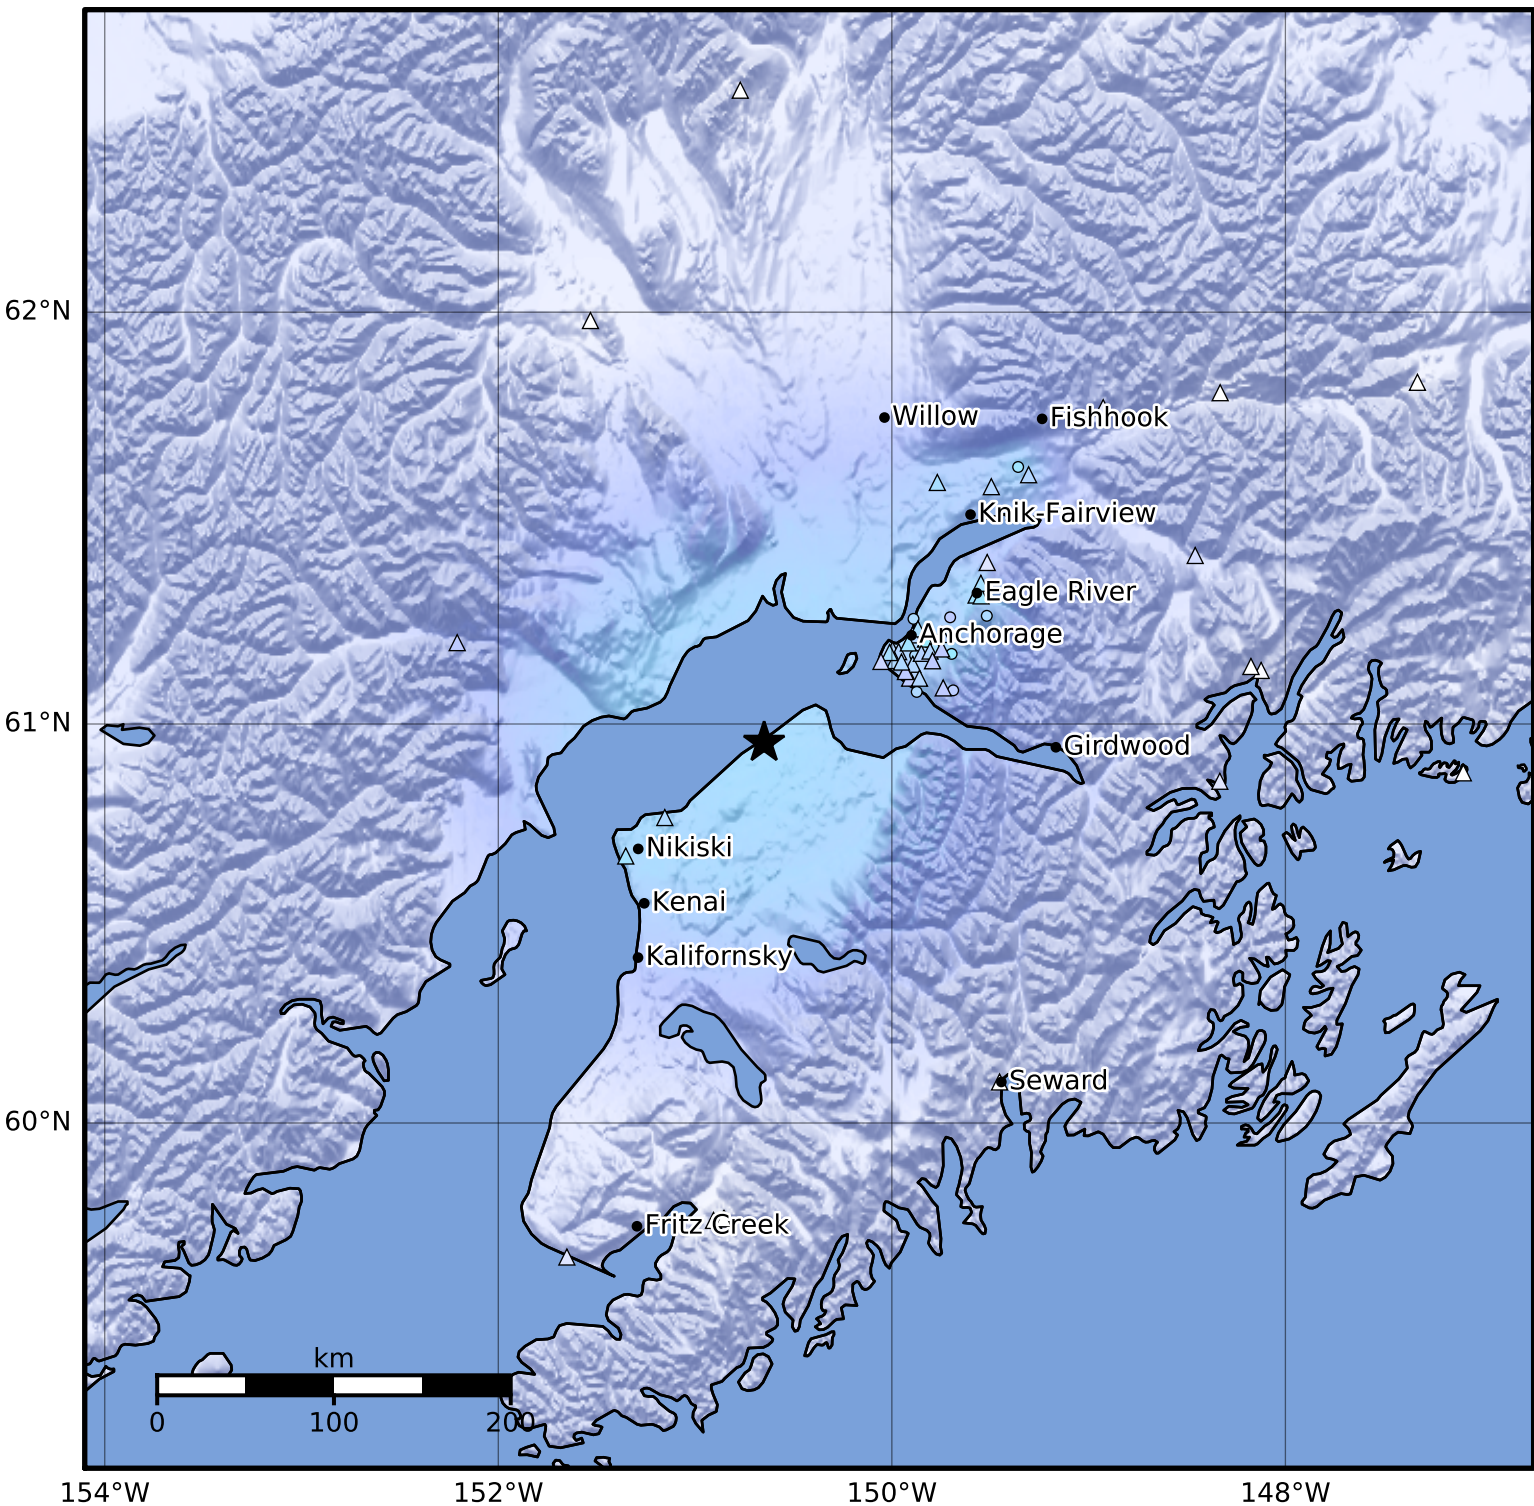 62°N
Willow
Fishhook
Knik-Fairview
Eagle River
Anchorage
61°N
Girdwood
Nikiski
Kenai
Kalifornsky
Seward
60°N
Fritz Creek
km
0 100 200
154°W 152°W 150°W 148°W